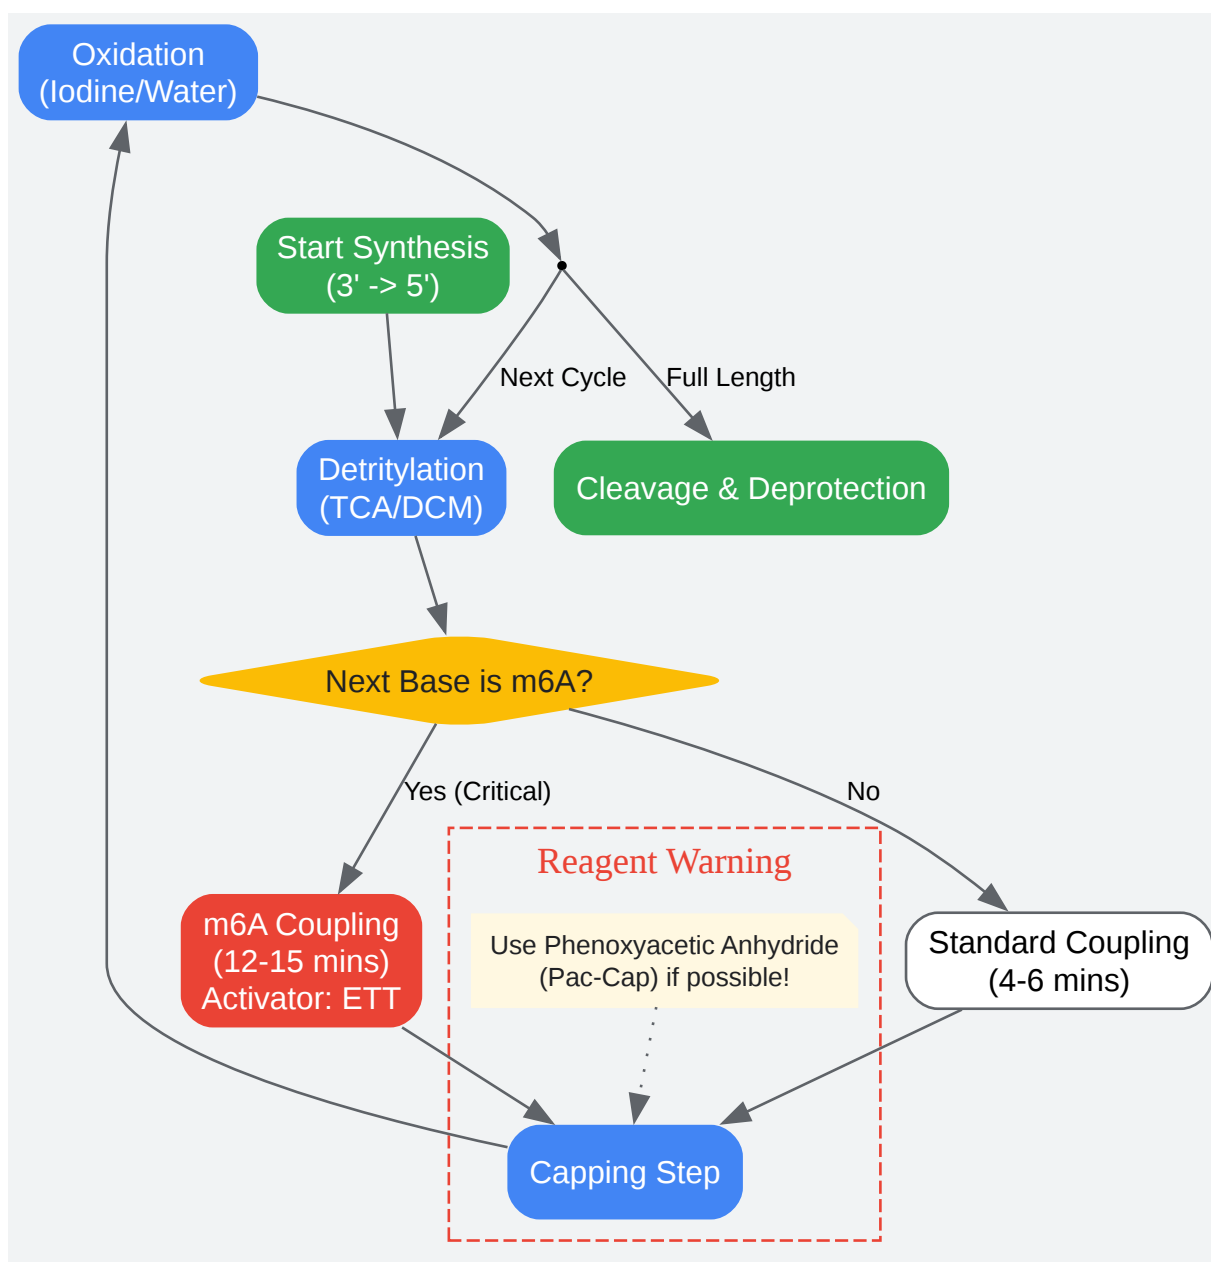 Oxidation
(Iodine/Water)
Start Synthesis
(3' -> 5')
Next Cycle
Full Length
Detritylation
(TCA/DCM)
Cleavage & Deprotection
Next Base is m6A?
Yes (Critical)
No
Reagent Warning
m6A Coupling
(12-15 mins)
Activator: ETT
Use Phenoxyacetic Anhydride
(Pac-Cap) if possible!
Standard Coupling
(4-6 mins)
Capping Step